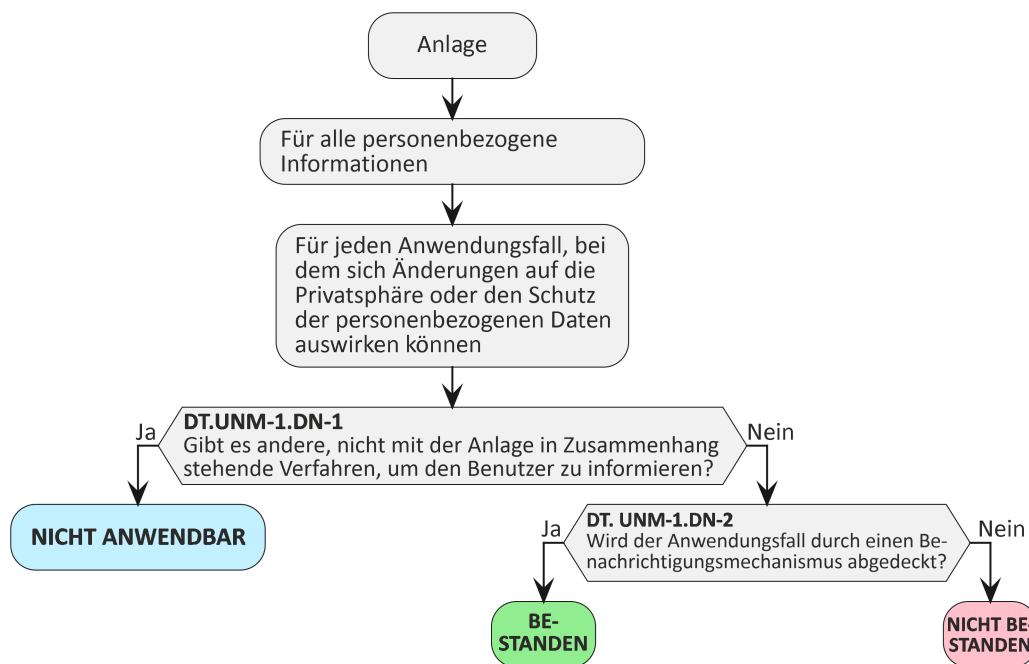 Anlage
Für alle personenbezogene
Informationen
Für jeden Anwendungsfall, bei
dem sich Änderungen auf die
Privatsphäre oder den Schutz
der personenbezogenen Daten
auswirken können
DT.UNM-1.DN-1
Ja
Nein
Gibt es andere, nicht mit der Anlage in Zusammenhang
stehende Verfahren, um den Benutzer zu informieren?
NICHT ANWENDBAR
DT. UNM-1.DN-2
Ja
Nein
Wird der Anwendungsfall durch einen Be-
nachrichtigungsmechanismus abgedeckt?
BE-
STANDEN
NICHT BE-
STANDEN